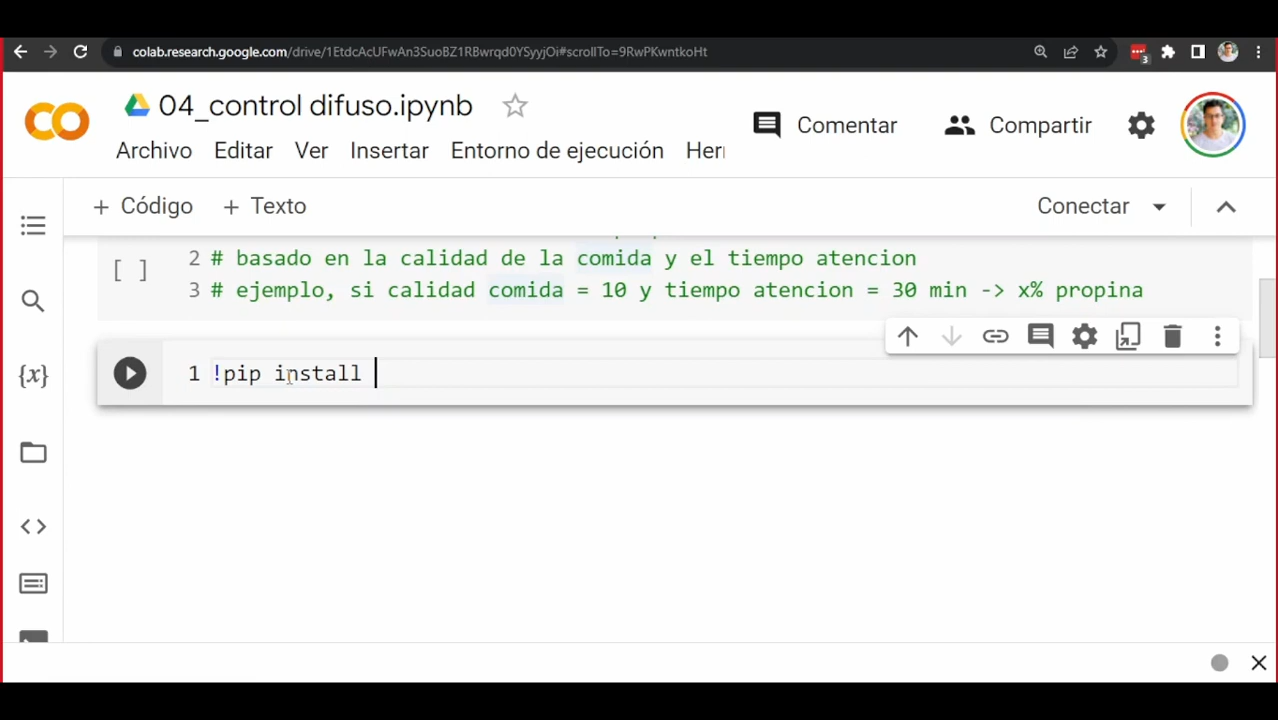 colab.research.google.com/drive/1EtdcAcUFwAn3SuoBZ1RBwrqd0YSyyjOi#scrollTo=9RwPKwntkoHt
3
04_control difuso.ipynb
Comentar
Compartir
Archivo Editar Ver Insertar Entorno de ejecución Her
+ Código + Texto
Conectar
[ ]
2 # basado en la calidad de la comida y el tiempo atencion
3 # ejemplo, si calidad comida = 10 y tiempo atencion = 30 min -> x% propina
{x}
1 !pip install